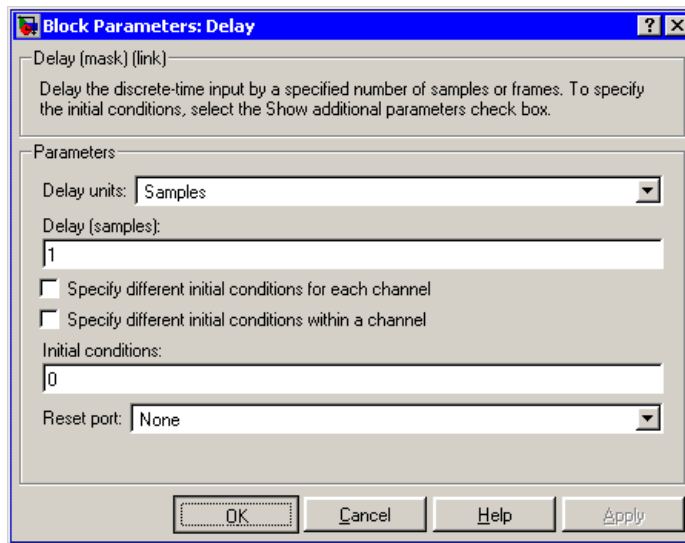 Block Parameters: Delay
Delay (mask) (link)
Delay the discrete-time input by a specified number of samples or frames. To specify
the initial conditions, select the Show additional parameters check box.
Parameters
Delay units: Samples
Delay (samples):
1
Specify different initial conditions for each channel
Specify different initial conditions within a channel
Initial conditions:
0
Reset port: None
OK Cancel Help Apply